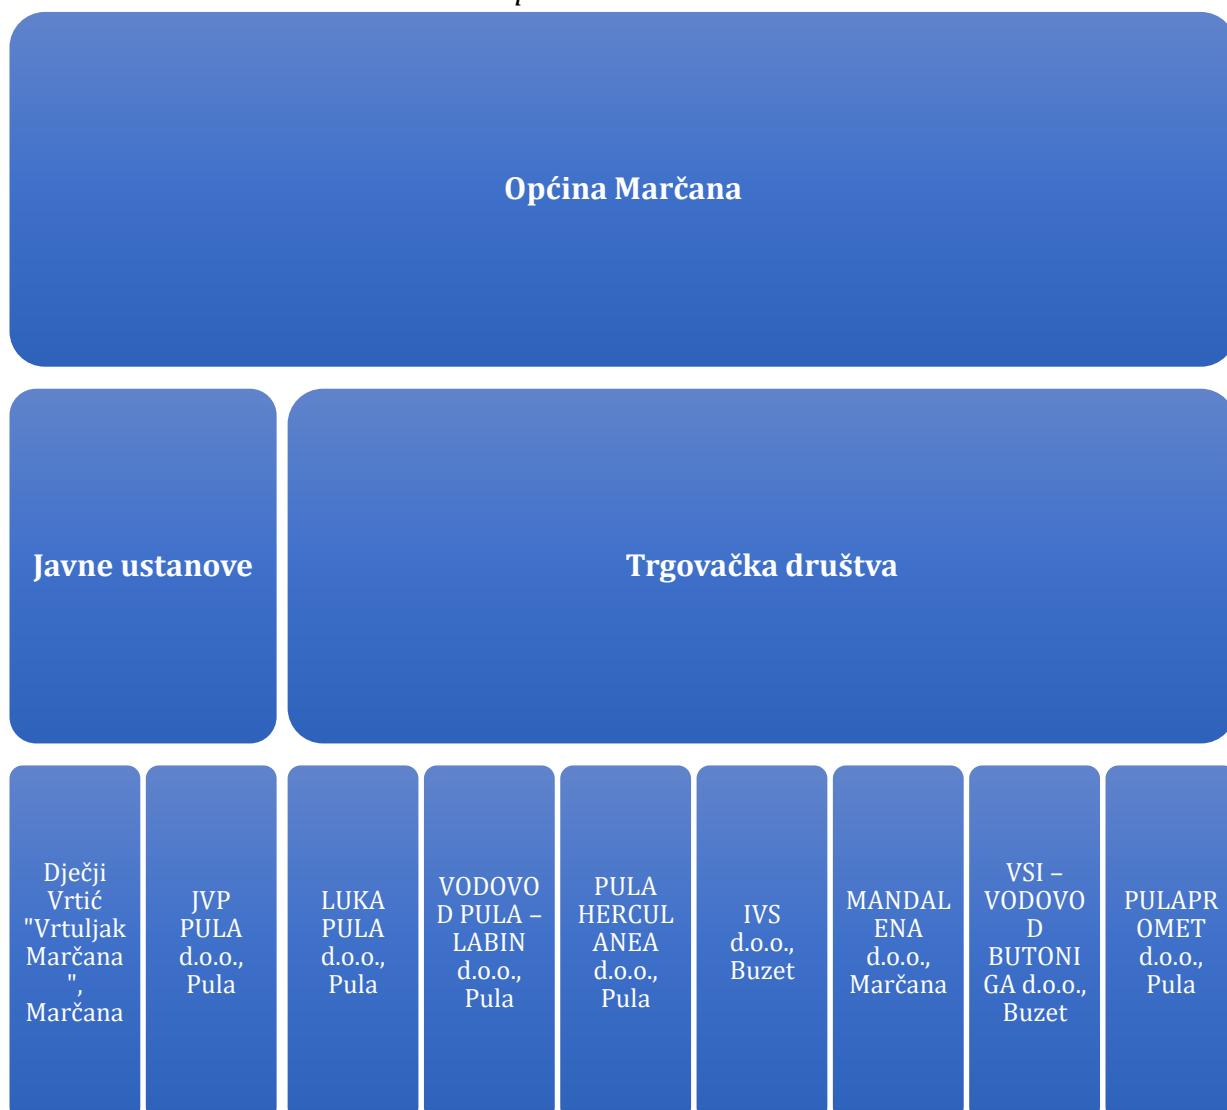 Općina Marčana
Javne ustanove
Trgovačka društva
Dječji
Vrtić
"Vrtuljak
Marčana
",
Marčana
JVP
PULA
d.o.o.,
Pula
LUKA
PULA
d.o.o.,
Pula
VODOVO
D PULA –
LABIN
d.o.o.,
Pula
PULA
HERCUL
ANEA
d.o.o.,
Pula
IVS
d.o.o.,
Buzet
MANDAL
ENA
d.o.o.,
Marčana
VSI –
VODOVO
D
BUTONI
GA d.o.o.,
Buzet
PULAPR
OMET
d.o.o.,
Pula